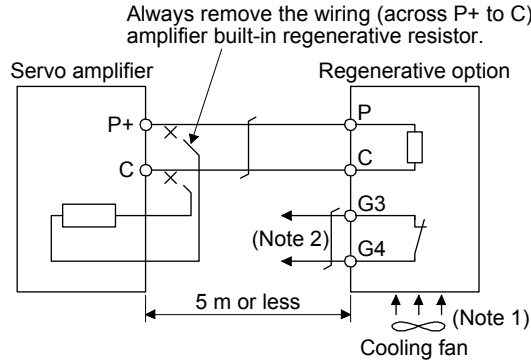 Always remove the wiring (across P+ to C)
amplifier built-in regenerative resistor.
Servo amplifier
Regenerative option
P+
P
C
C
G3
(Note 2)
G4
5 m or less
(Note 1)
Cooling fan